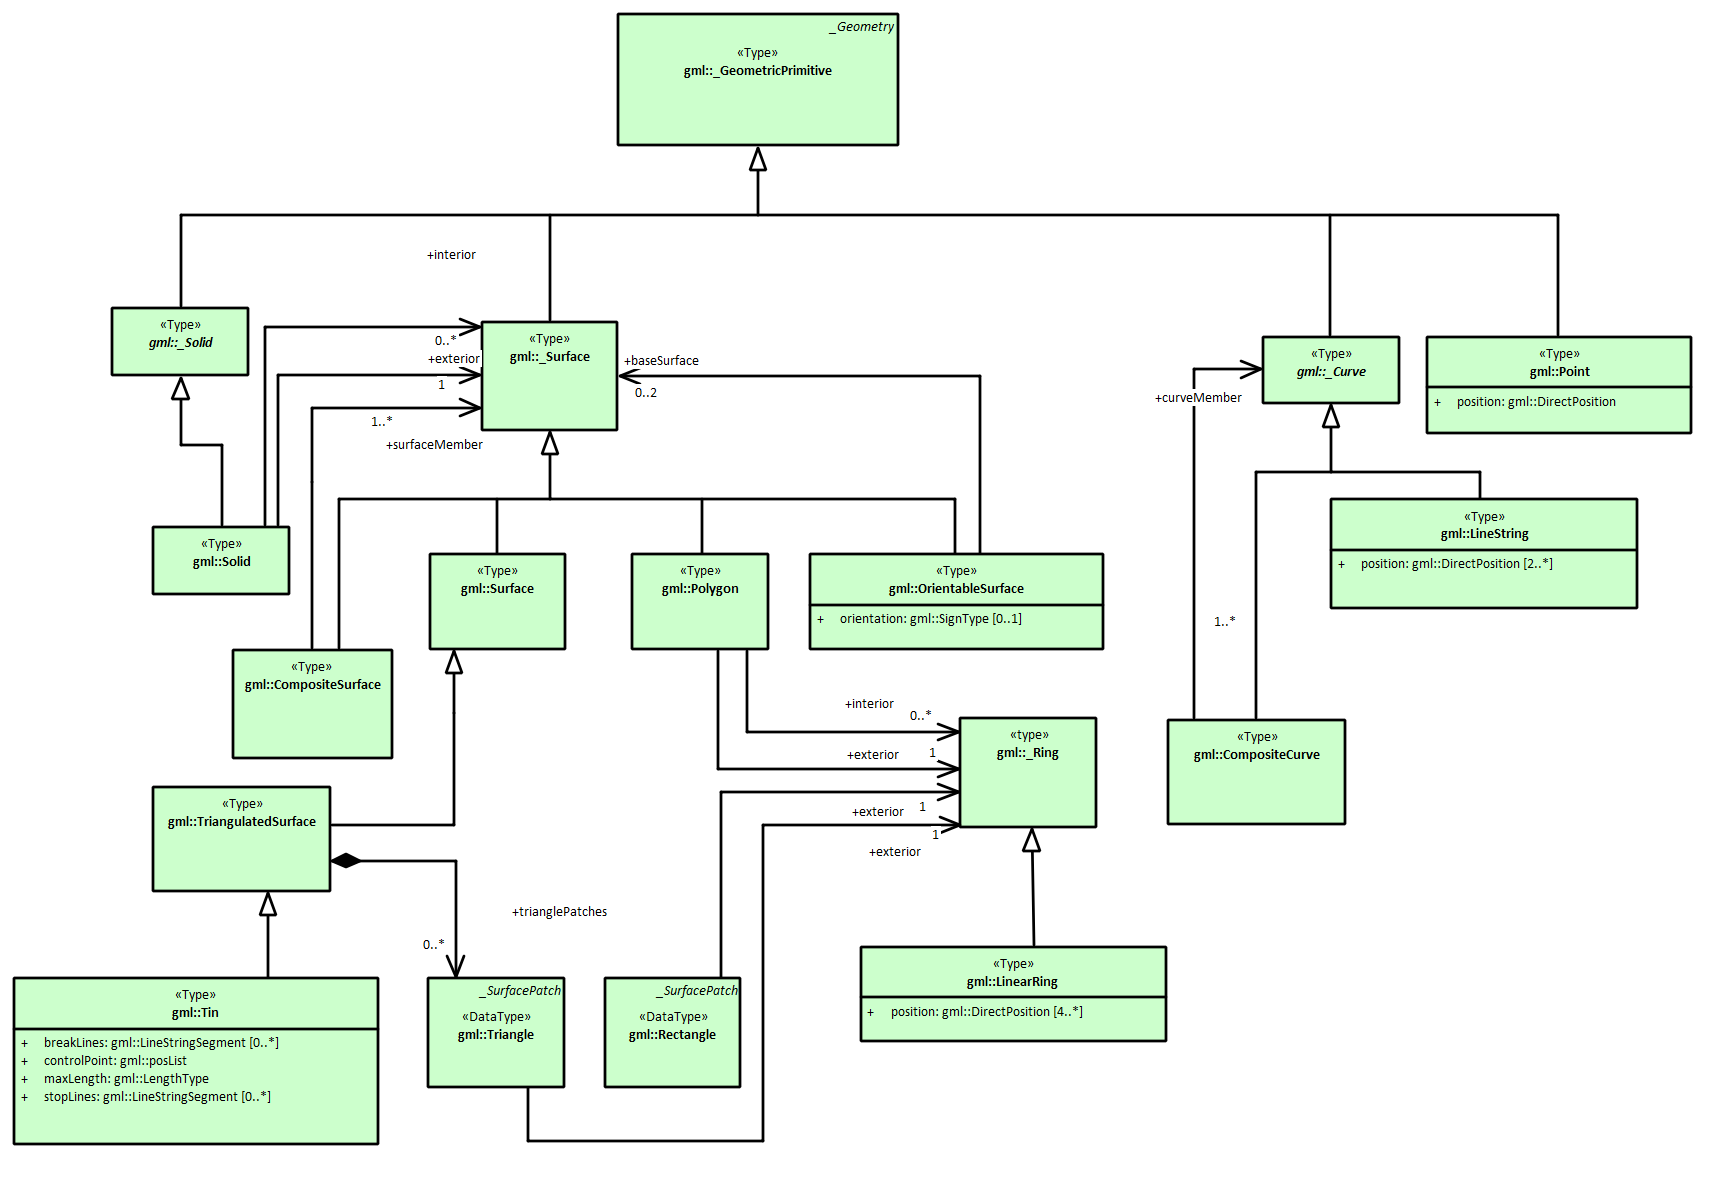 _Geometry
«Type»
gml::_GeometricPrimitive
+interior
0..*
+exterior
1
1..*
+surfaceMember
«Type»
gml::_Solid
«Type»
gml::_Surface
+baseSurface
0..2
«Type»
gml::_Curve
+curveMember
1..*
«Type»
gml::Point
+ position: gml::DirectPosition
«Type»
gml::LineString
+ position: gml::DirectPosition [2..*]
«Type»
gml::Solid
«Type»
gml::Surface
«Type»
gml::Polygon
«Type»
gml::OrientableSurface
+ orientation: gml::SignType [0..1]
«Type»
gml::CompositeSurface
+interior
0..*
+exterior
1
+exterior
1
+exterior
1
«type»
gml::_Ring
«Type»
gml::CompositeCurve
«Type»
gml::TriangulatedSurface
+trianglePatches
0..*
«Type»
gml::Tin
+ breakLines: gml::LineStringSegment [0..*]
+ controlPoint: gml::posList
+ maxLength: gml::LengthType
+ stopLines: gml::LineStringSegment [0..*]
_SurfacePatch
«DataType»
gml::Triangle
_SurfacePatch
«DataType»
gml::Rectangle
«Type»
gml::LinearRing
+ position: gml::DirectPosition [4..*]